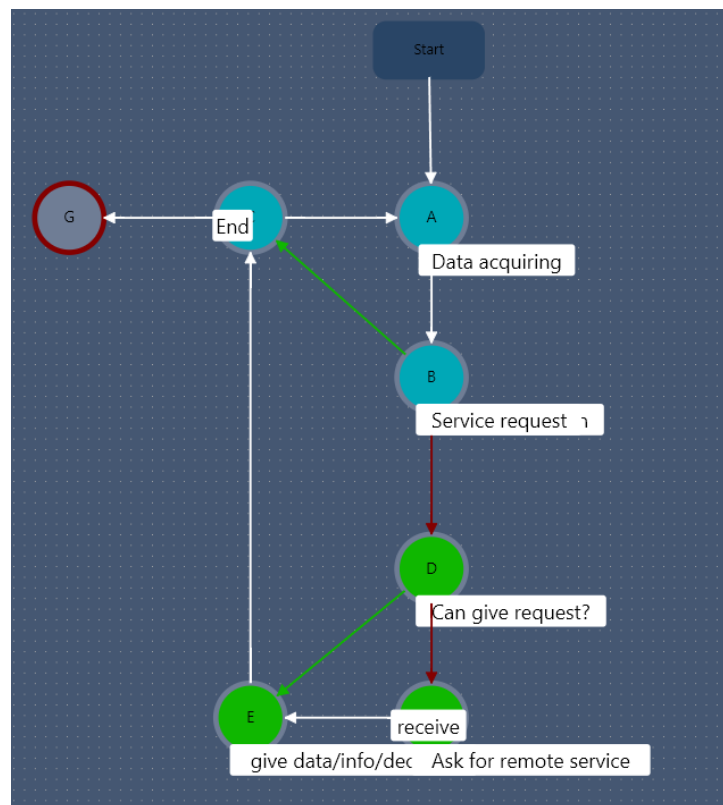 Start
G
End
A
Data acquiring
B
Service request
D
Can give request?
E
receive
give data/info/dec
Ask for remote service